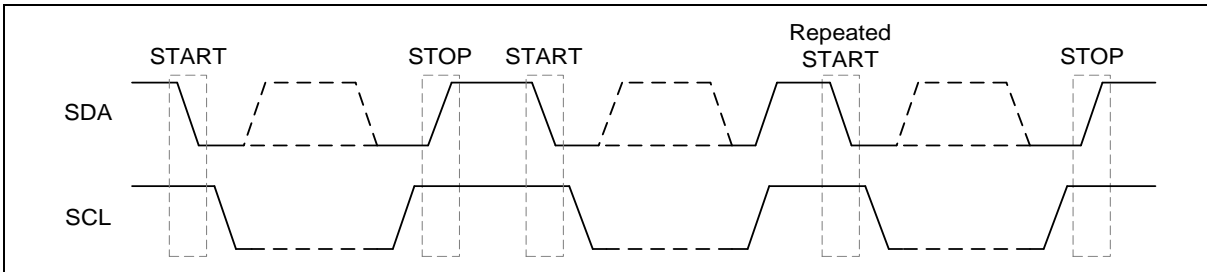 START
STOP
START
Repeated
START
STOP
SDA
SCL